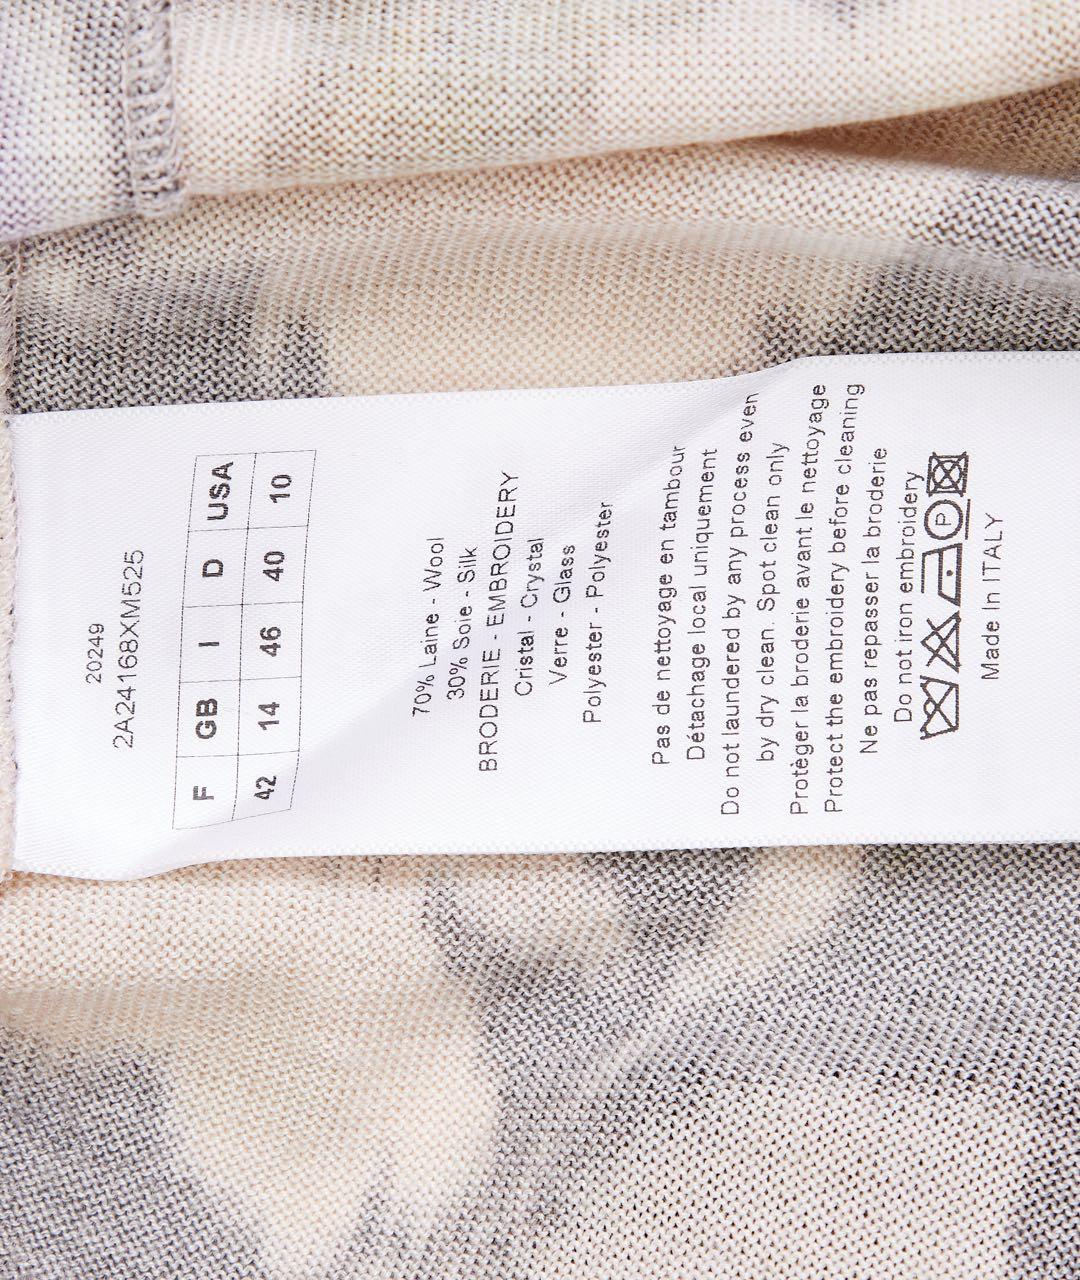 20249
2A24168XM525
F GB I D USA
42 14 46 40 10
70% Laine - Wool
30% Soie - Silk
BRODERIE - EMBROIDERY
Cristal - Crystal
Verre - Glass
Polyester - Polyester
Pas de nettoyage en tambour
Détachage local uniquement
Do not laundered by any process even
by dry clean. Spot clean only
Protèger la broderie avant le nettoyage
Protect the embroidery before cleaning
Ne pas repasser la broderie
Do not iron embroidery
P
Made In ITALY